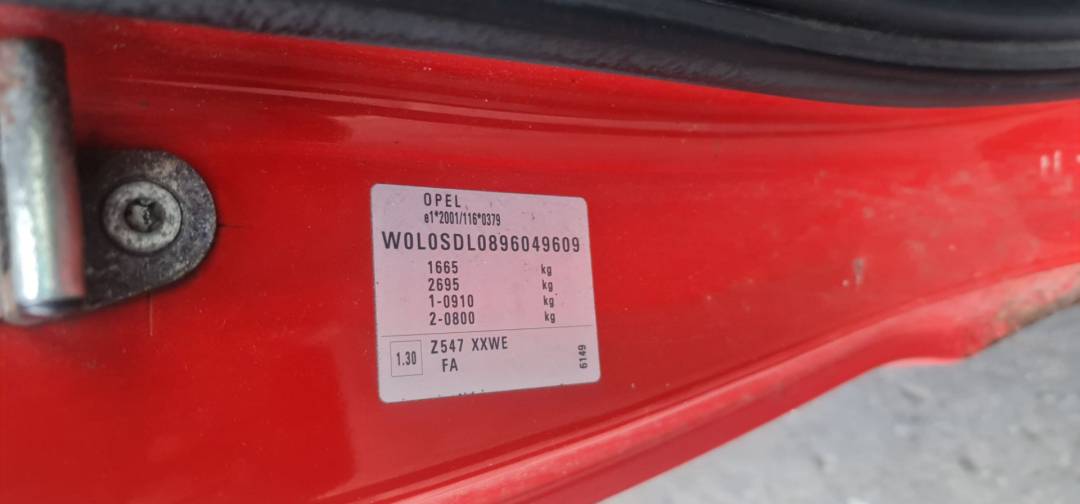 OPEL
e1*2001/116*0379
W0L0SDL0896049609
1665 kg
2695 kg
1-0910 kg
2-0800 kg
1.30 Z547 XXWE
FA
6149